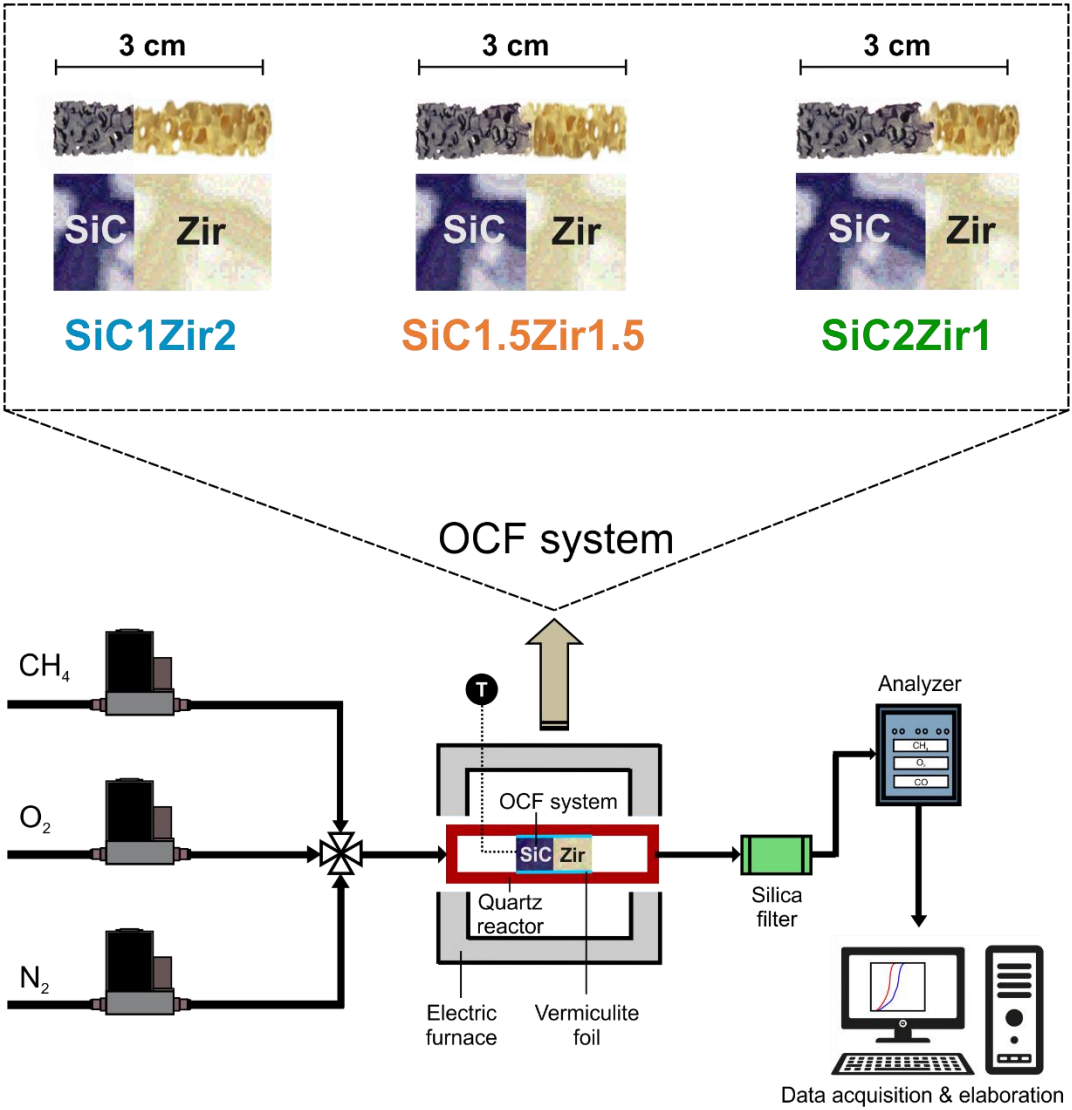 3 cm
3 cm
3 cm
SiC
Zir
SiC
Zir
SiC
Zir
SiC1Zir2
SiC1.5Zir1.5
SiC2Zir1
OCF system
CH₄
T
Analyzer
CH₄
O₂
CO
O₂
OCF system
SiC
Zir
Quartz
reactor
Silica
filter
N₂
Electric
furnace
Vermiculite
foil
Data acquisition & elaboration